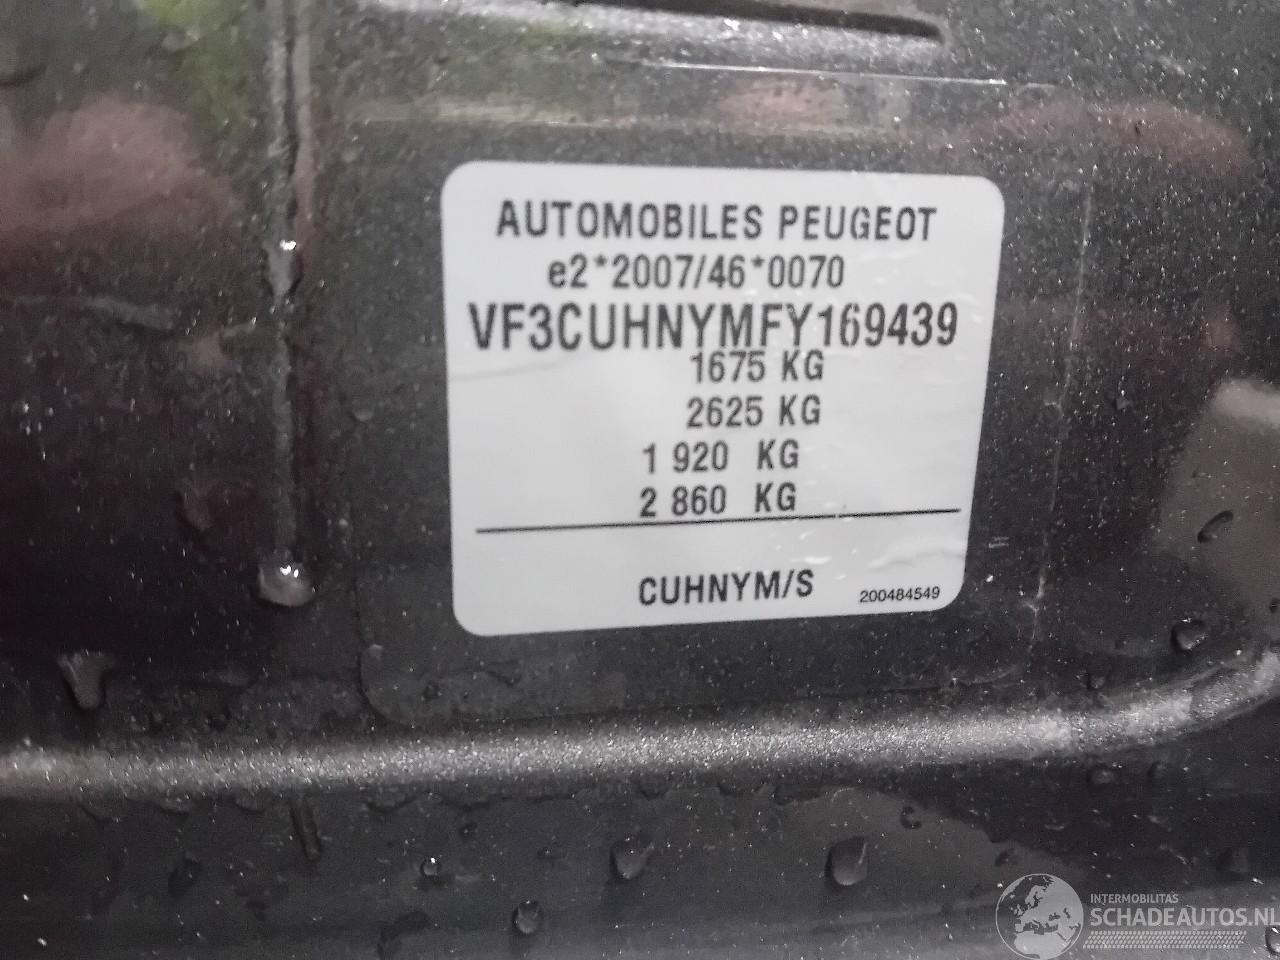 AUTOMOBILES PEUGEOT
e2*2007/46*0070
VF3CUHNYMFY169439
1675 KG
2625 KG
1 920 KG
2 860 KG
CUHNYM/S
200484549
INTERMOBILITAS
SCHADEAUTOS.NL